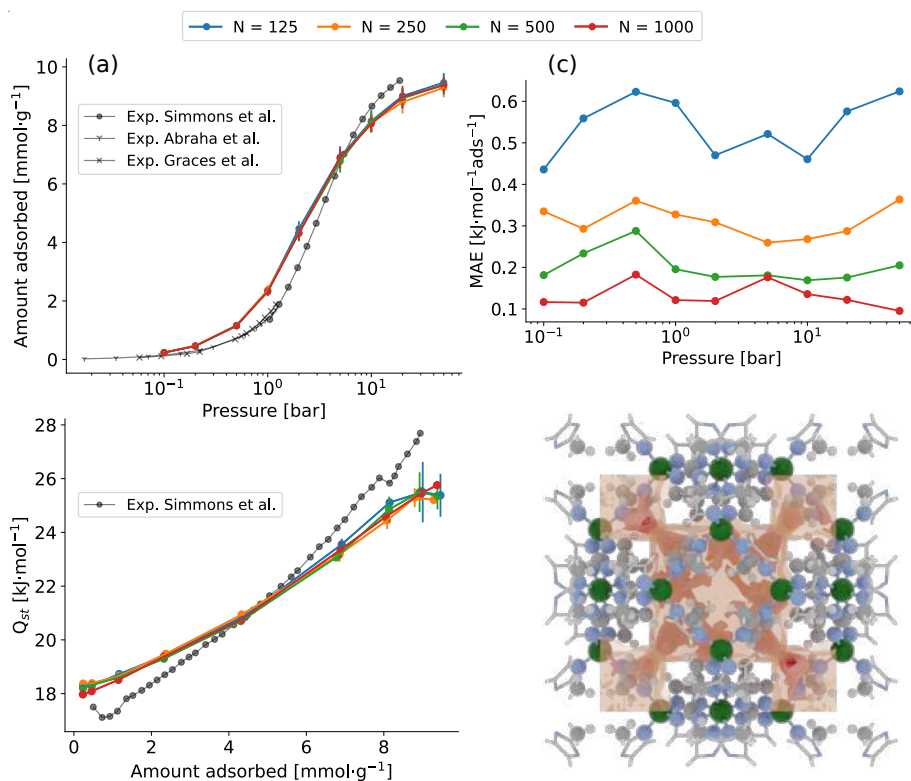 N = 125 N = 250 N = 500 N = 1000
(a)
Amount adsorbed [mmol·g⁻¹]
10
8
6
4
2
0
Exp. Simmons et al.
Exp. Abraha et al.
Exp. Graces et al.
10⁻¹ 10⁰ 10¹
Pressure [bar]
(c)
MAE [kJ·mol⁻¹ads⁻¹]
0.6
0.5
0.4
0.3
0.2
0.1
10⁻¹ 10⁰ 10¹
Pressure [bar]
Qst [kJ·mol⁻¹]
28
26
24
22
20
18
Exp. Simmons et al.
0 2 4 6 8
Amount adsorbed [mmol·g⁻¹]